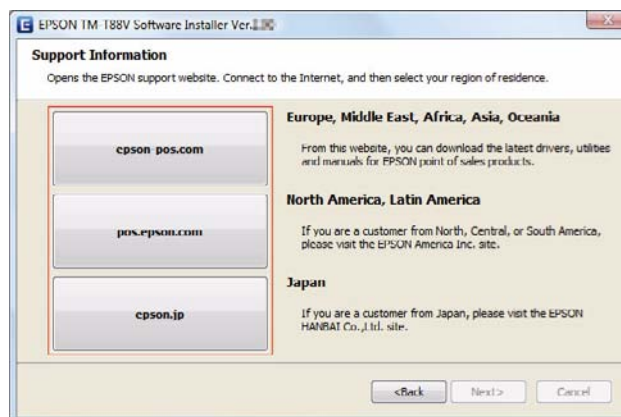 EPSON TM-T88V Software Installer Ver.
Support Information
Opens the EPSON support website. Connect to the Internet, and then select your region of residence.
epson-pos.com
Europe, Middle East, Africa, Asia, Oceania
From this website, you can download the latest drivers, utilities
and manuals for EPSON point of sales products.
pos.epson.com
North America, Latin America
If you are a customer from North, Central, or South America,
please visit the EPSON America Inc. site.
epson.jp
Japan
If you are a customer from Japan, please visit the EPSON
HANBAI Co.,Ltd. site.
<Back
Next>
Cancel